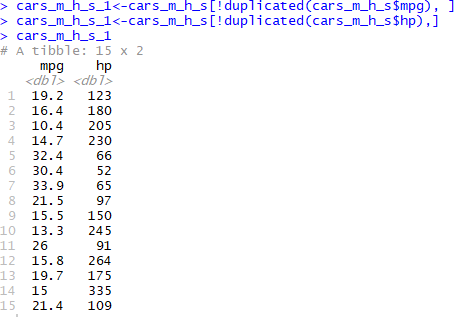 > cars_m_h_s_1<-cars_m_h_s[!duplicated(cars_m_h_s$mpg), ]
> cars_m_h_s_1<-cars_m_h_s[!duplicated(cars_m_h_s$hp),]
> cars_m_h_s_1
# A tibble: 15 x 2
mpg hp
<dbl> <dbl>
1 19.2 123
2 16.4 180
3 10.4 205
4 14.7 230
5 32.4 66
6 30.4 52
7 33.9 65
8 21.5 97
9 15.5 150
10 13.3 245
11 26 91
12 15.8 264
13 19.7 175
14 15 335
15 21.4 109